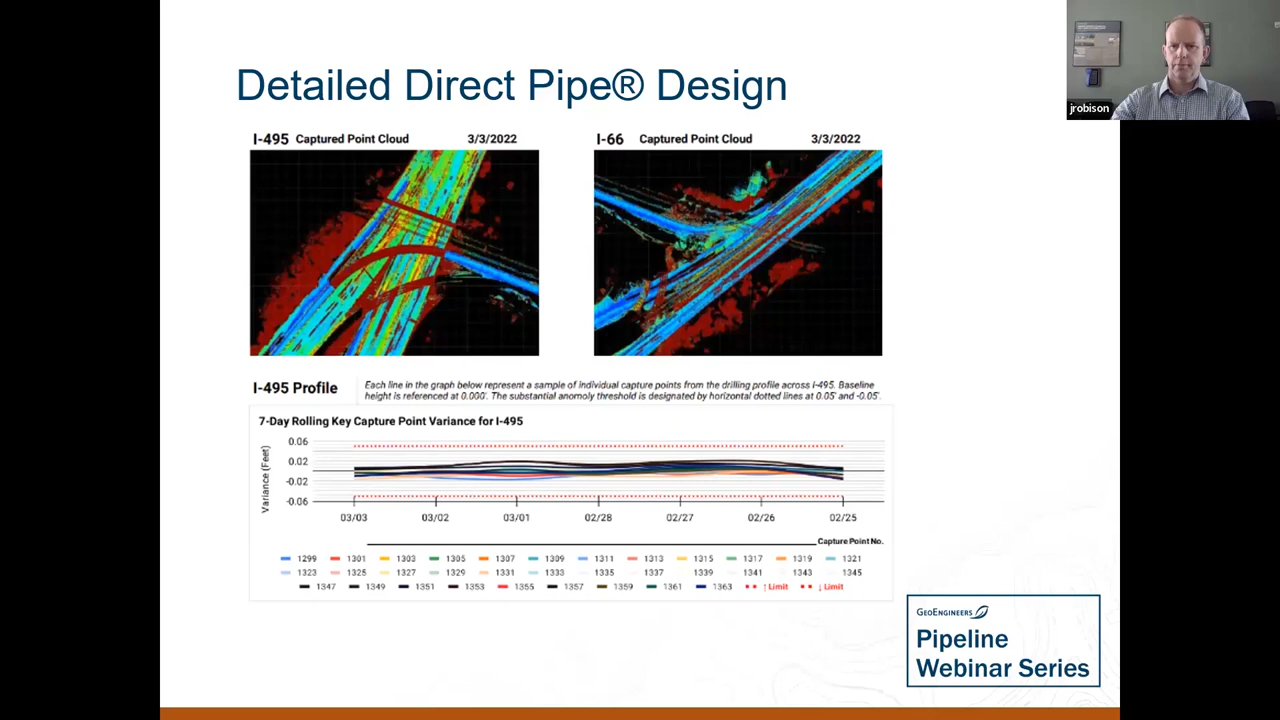 Detailed Direct Pipe® Design
jrobison
I-495 Captured Point Cloud 3/3/2022
I-66 Captured Point Cloud 3/3/2022
I-495 Profile
Each line in the graph below represent a sample of individual capture points from the drilling profile across I-495. Baseline
height is referenced at 0.000'. The substantial anomoly threshold is designated by horizontal dotted lines at 0.05' and -0.05'.
7-Day Rolling Key Capture Point Variance for I-495
Variance (Feet)
0.06
0.02
-0.02
-0.06
03/03 03/02 03/01 02/28 02/27 02/26 02/25
Capture Point No.
1299 1301 1303 1305 1307 1309 1311 1313 1315 1317 1319 1321
1323 1325 1327 1329 1331 1333 1335 1337 1339 1341 1343 1345
1347 1349 1351 1353 1355 1357 1359 1361 1363 ↑ Limit ↓ Limit
GEOENGINEERS
Pipeline
Webinar Series